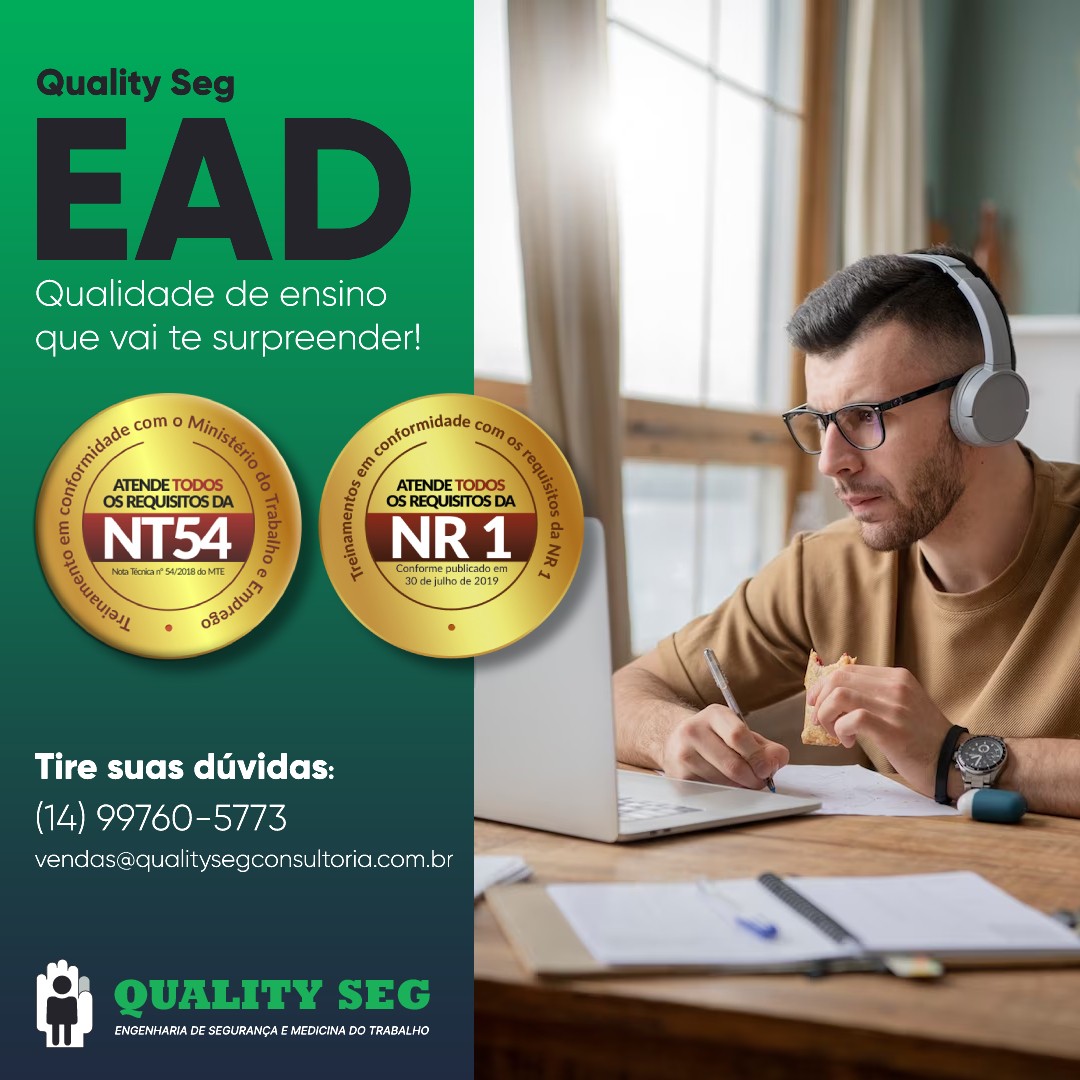 Quality Seg
EAD
Qualidade de ensino
que vai te surpreender!
Treinamento em conformidade com o Ministério do Trabalho e Emprego
ATENDE TODOS
OS REQUISITOS DA
NT54
Nota Técnica nº 54/2018 do MTE
Treinamentos em conformidade com os requisitos da NR 1
ATENDE TODOS
OS REQUISITOS DA
NR 1
Conforme publicado em
30 de julho de 2019
Tire suas dúvidas:
(14) 99760-5773
vendas@qualitysegconsultoria.com.br
QUALITY SEG
ENGENHARIA DE SEGURANÇA E MEDICINA DO TRABALHO